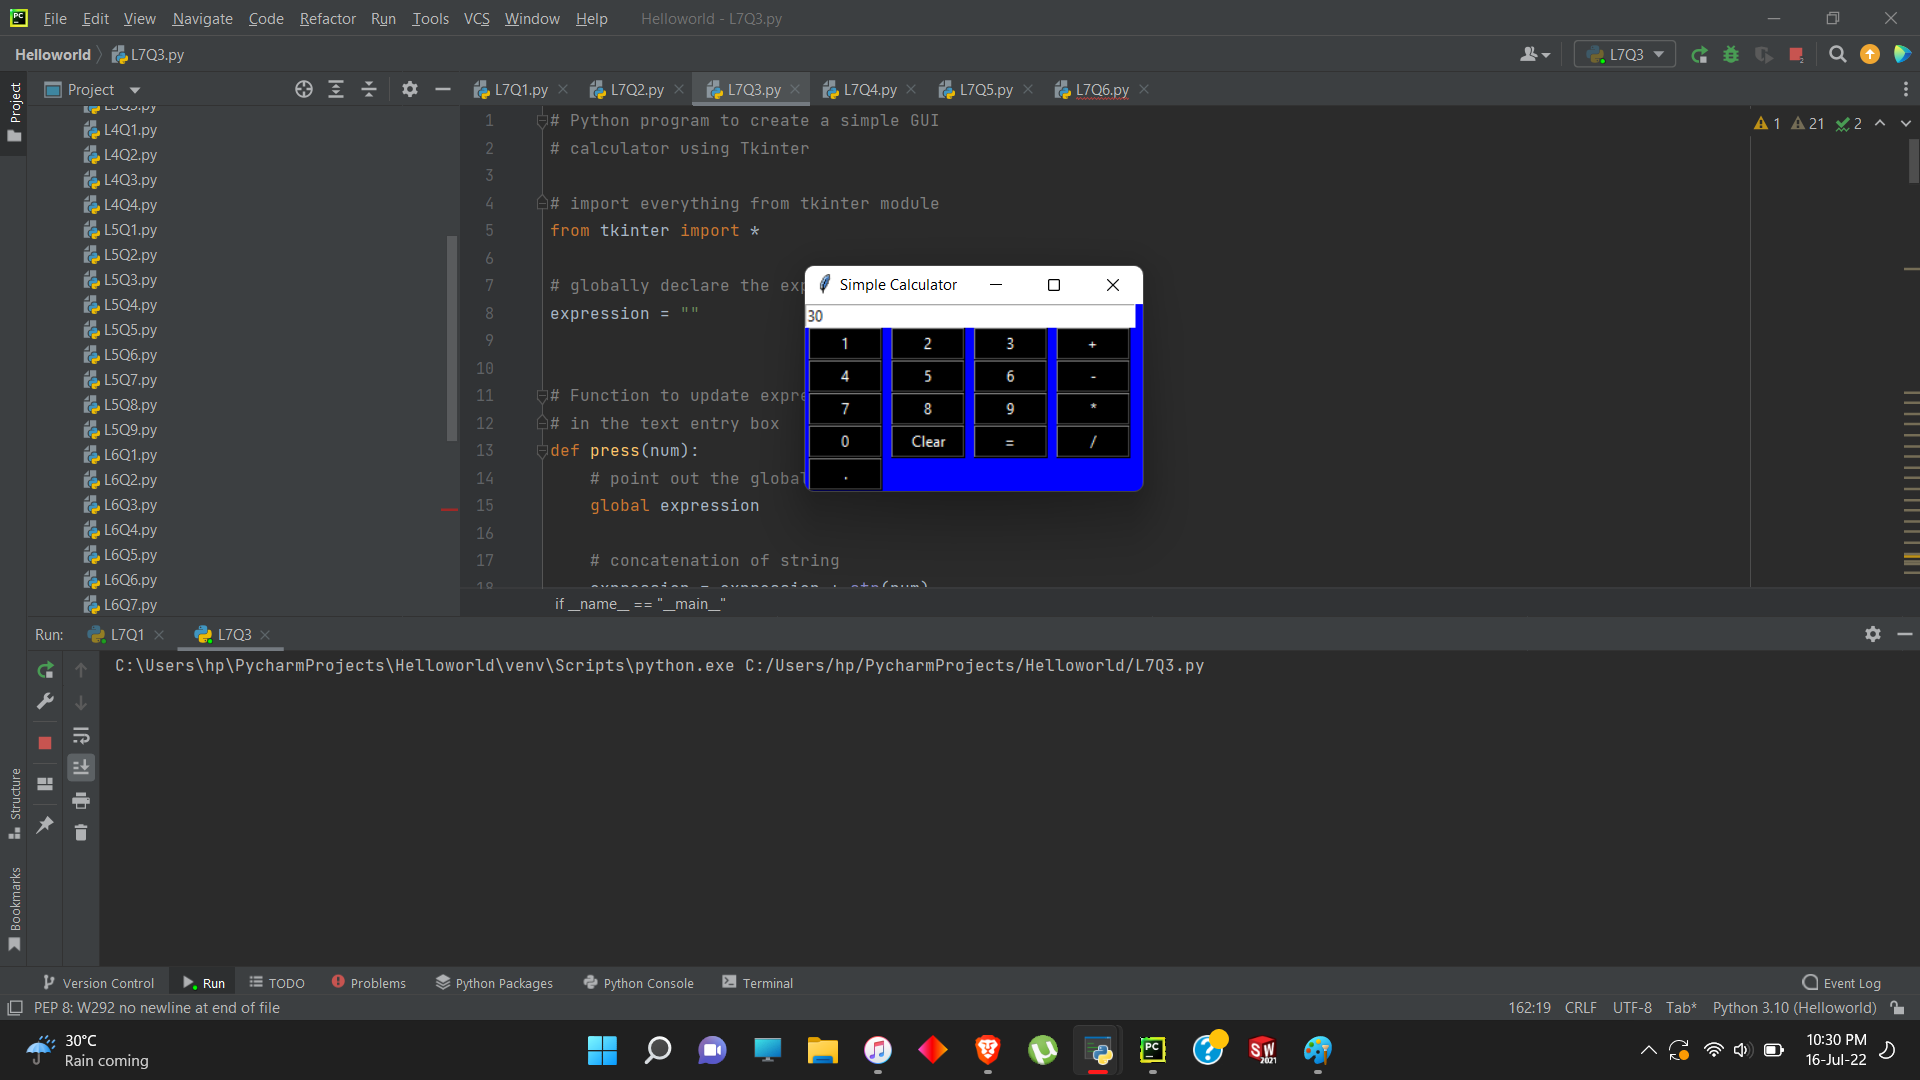 File Edit View Navigate Code Refactor Run Tools VCS Window Help Helloworld - L7Q3.py
Helloworld L7Q3.py
L7Q3
Project
Project
L7Q1.py L7Q2.py L7Q3.py L7Q4.py L7Q5.py L7Q6.py
L4Q1.py
L4Q2.py
L4Q3.py
L4Q4.py
L5Q1.py
L5Q2.py
L5Q3.py
L5Q4.py
L5Q5.py
L5Q6.py
L5Q7.py
L5Q8.py
L5Q9.py
L6Q1.py
L6Q2.py
L6Q3.py
L6Q4.py
L6Q5.py
L6Q6.py
L6Q7.py
1 # Python program to create a simple GUI
2 # calculator using Tkinter
3
4 # import everything from tkinter module
5 from tkinter import *
6
7 # globally declare the exp
8 expression = ""
9
10
11 # Function to update expre
12 # in the text entry box
13 def press(num):
14 # point out the global
15 global expression
16
17 # concatenation of string
18 expression = expression + str(num)
1 21 2
if __name__ == "__main__"
Simple Calculator
30
1 2 3 +
4 5 6 -
7 8 9 *
0 Clear = /
.
Run: L7Q1 L7Q3
C:\Users\hp\PycharmProjects\Helloworld\venv\Scripts\python.exe C:/Users/hp/PycharmProjects/Helloworld/L7Q3.py
Structure
Bookmarks
Version Control Run TODO Problems Python Packages Python Console Terminal Event Log
PEP 8: W292 no newline at end of file 162:19 CRLF UTF-8 Tab* Python 3.10 (Helloworld)
30°C
Rain coming
PC
SW
2021
10:30 PM
16-Jul-22